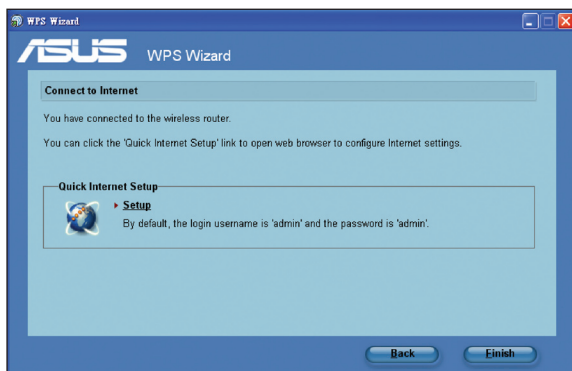 WPS Wizard
ASUS WPS Wizard
Connect to Internet
You have connected to the wireless router.
You can click the 'Quick Internet Setup' link to open web browser to configure Internet settings.
Quick Internet Setup
Setup
By default, the login username is 'admin' and the password is 'admin'.
Back Finish